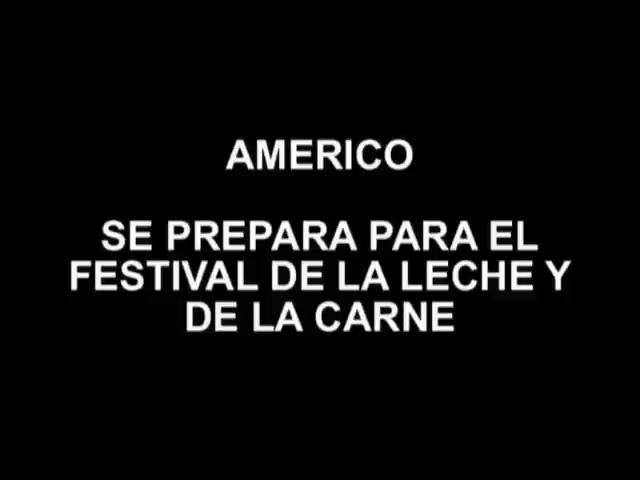 AMERICO
SE PREPARA PARA EL
FESTIVAL DE LA LECHE Y
DE LA CARNE